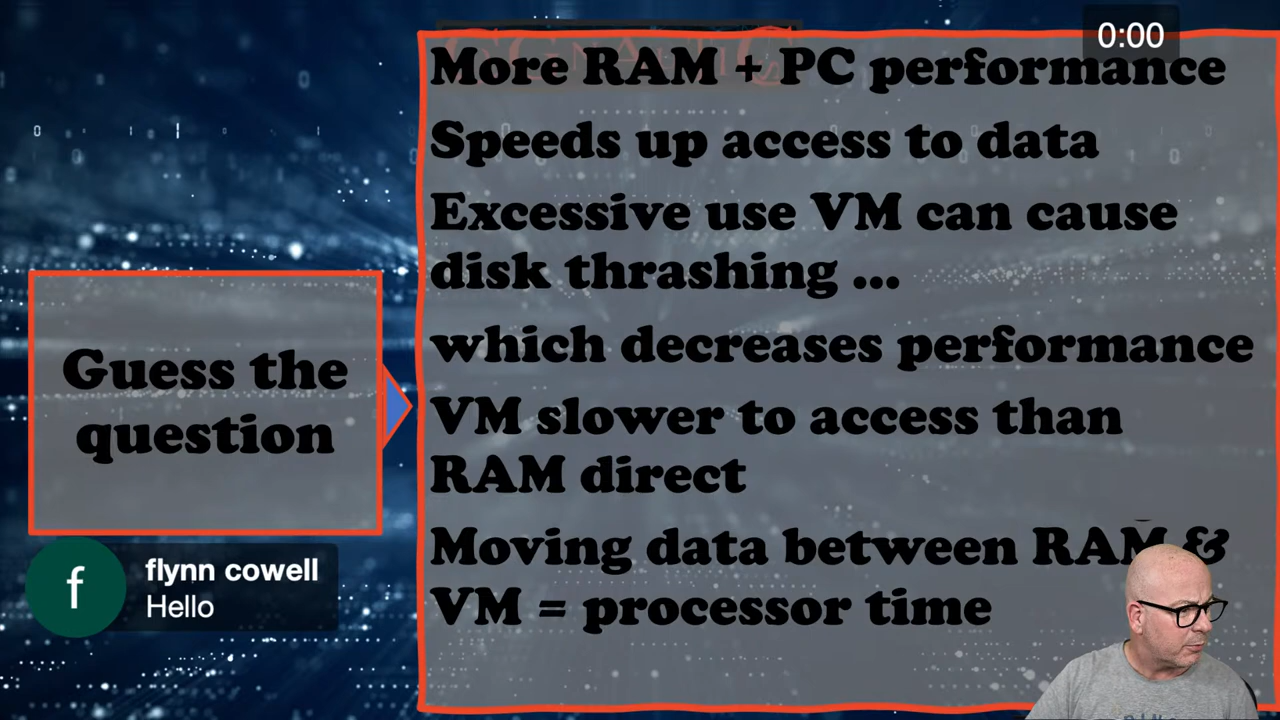 0:00
More RAM + PC performance
Speeds up access to data
Excessive use VM can cause
disk thrashing ...
which decreases performance
VM slower to access than
RAM direct
Moving data between RAM &
VM = processor time
Guess the
question
f
flynn cowell
Hello